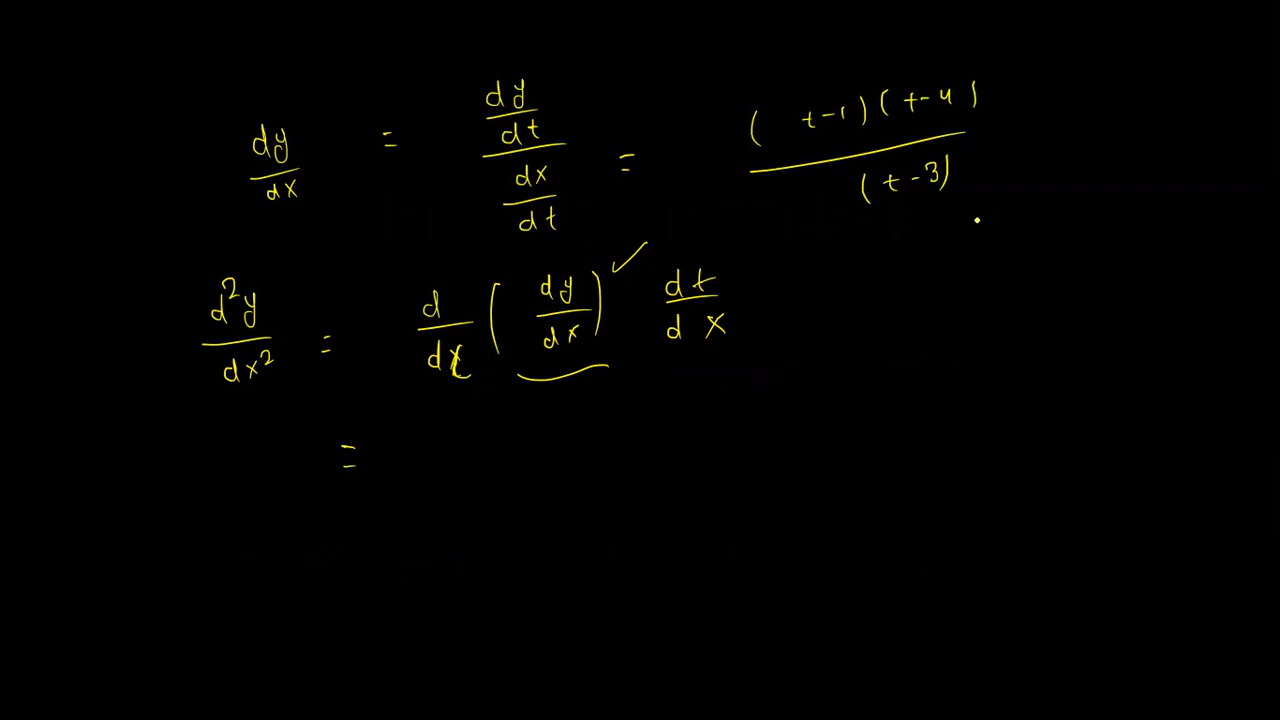 dy/dx = (dy/dt)/(dx/dt) = ((t-1)(t-4))/(t-3)
d²y/dx² = d/dt (dy/dx) ✓ dt/dx
=